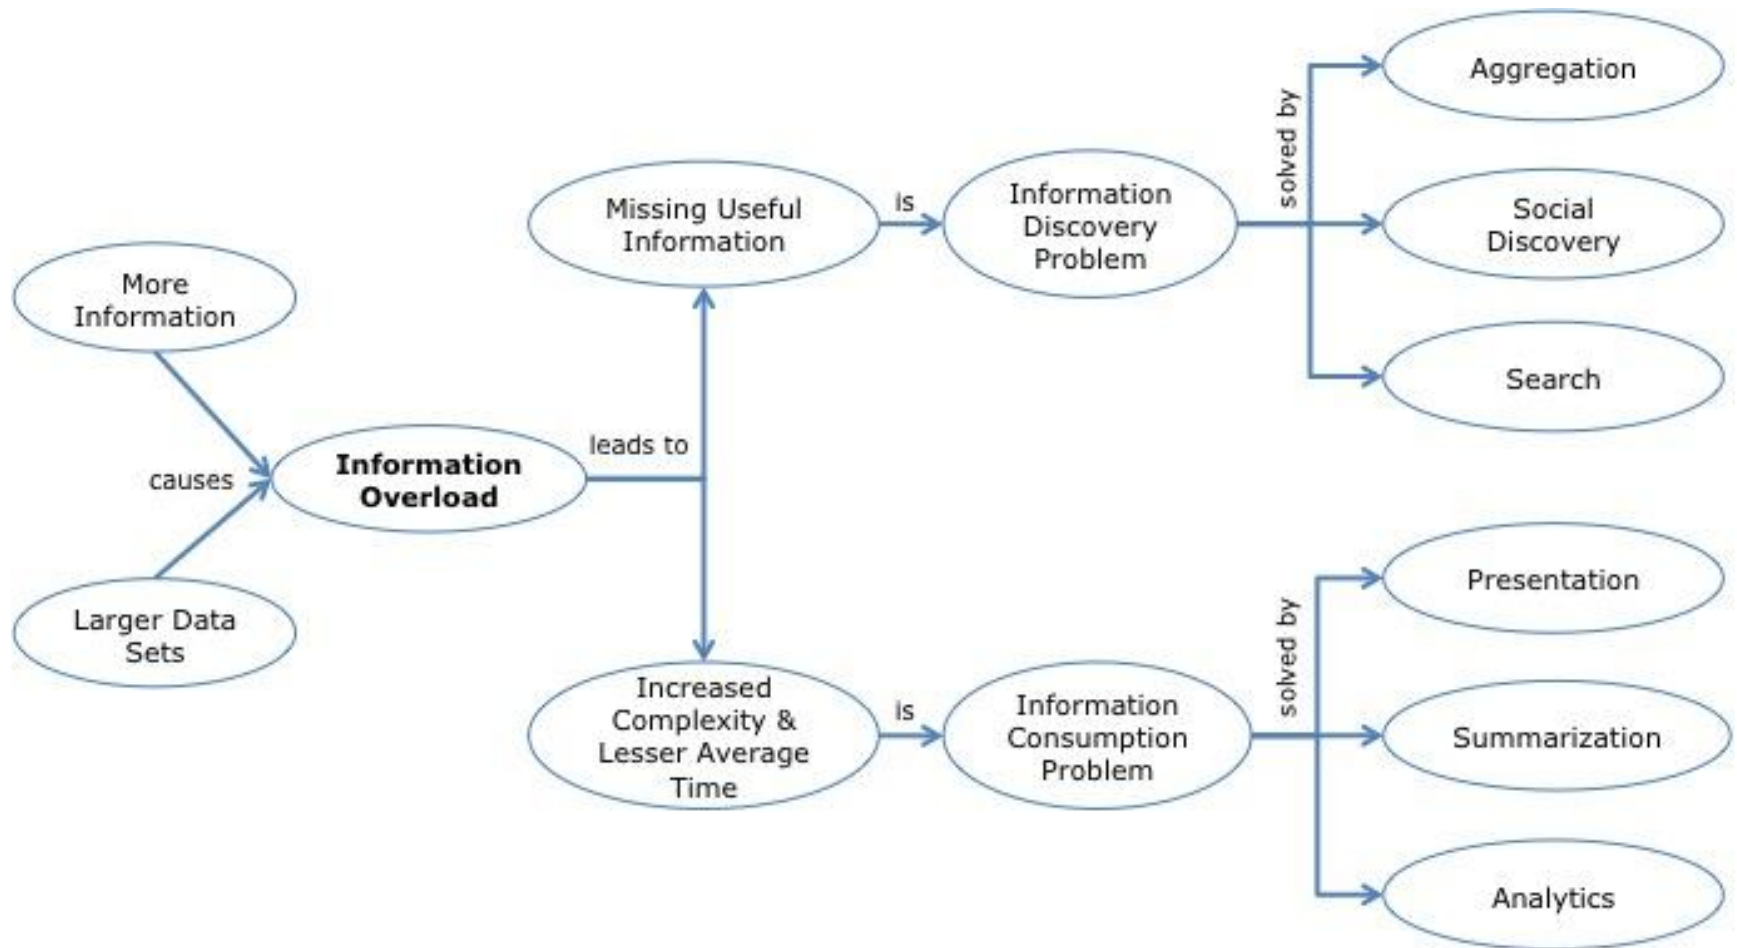 More
Information
causes
Larger Data
Sets
Information
Overload
leads to
Missing Useful
Information
is
Information
Discovery
Problem
solved by
Aggregation
Social
Discovery
Search
Increased
Complexity &
Lesser Average
Time
is
Information
Consumption
Problem
solved by
Presentation
Summarization
Analytics